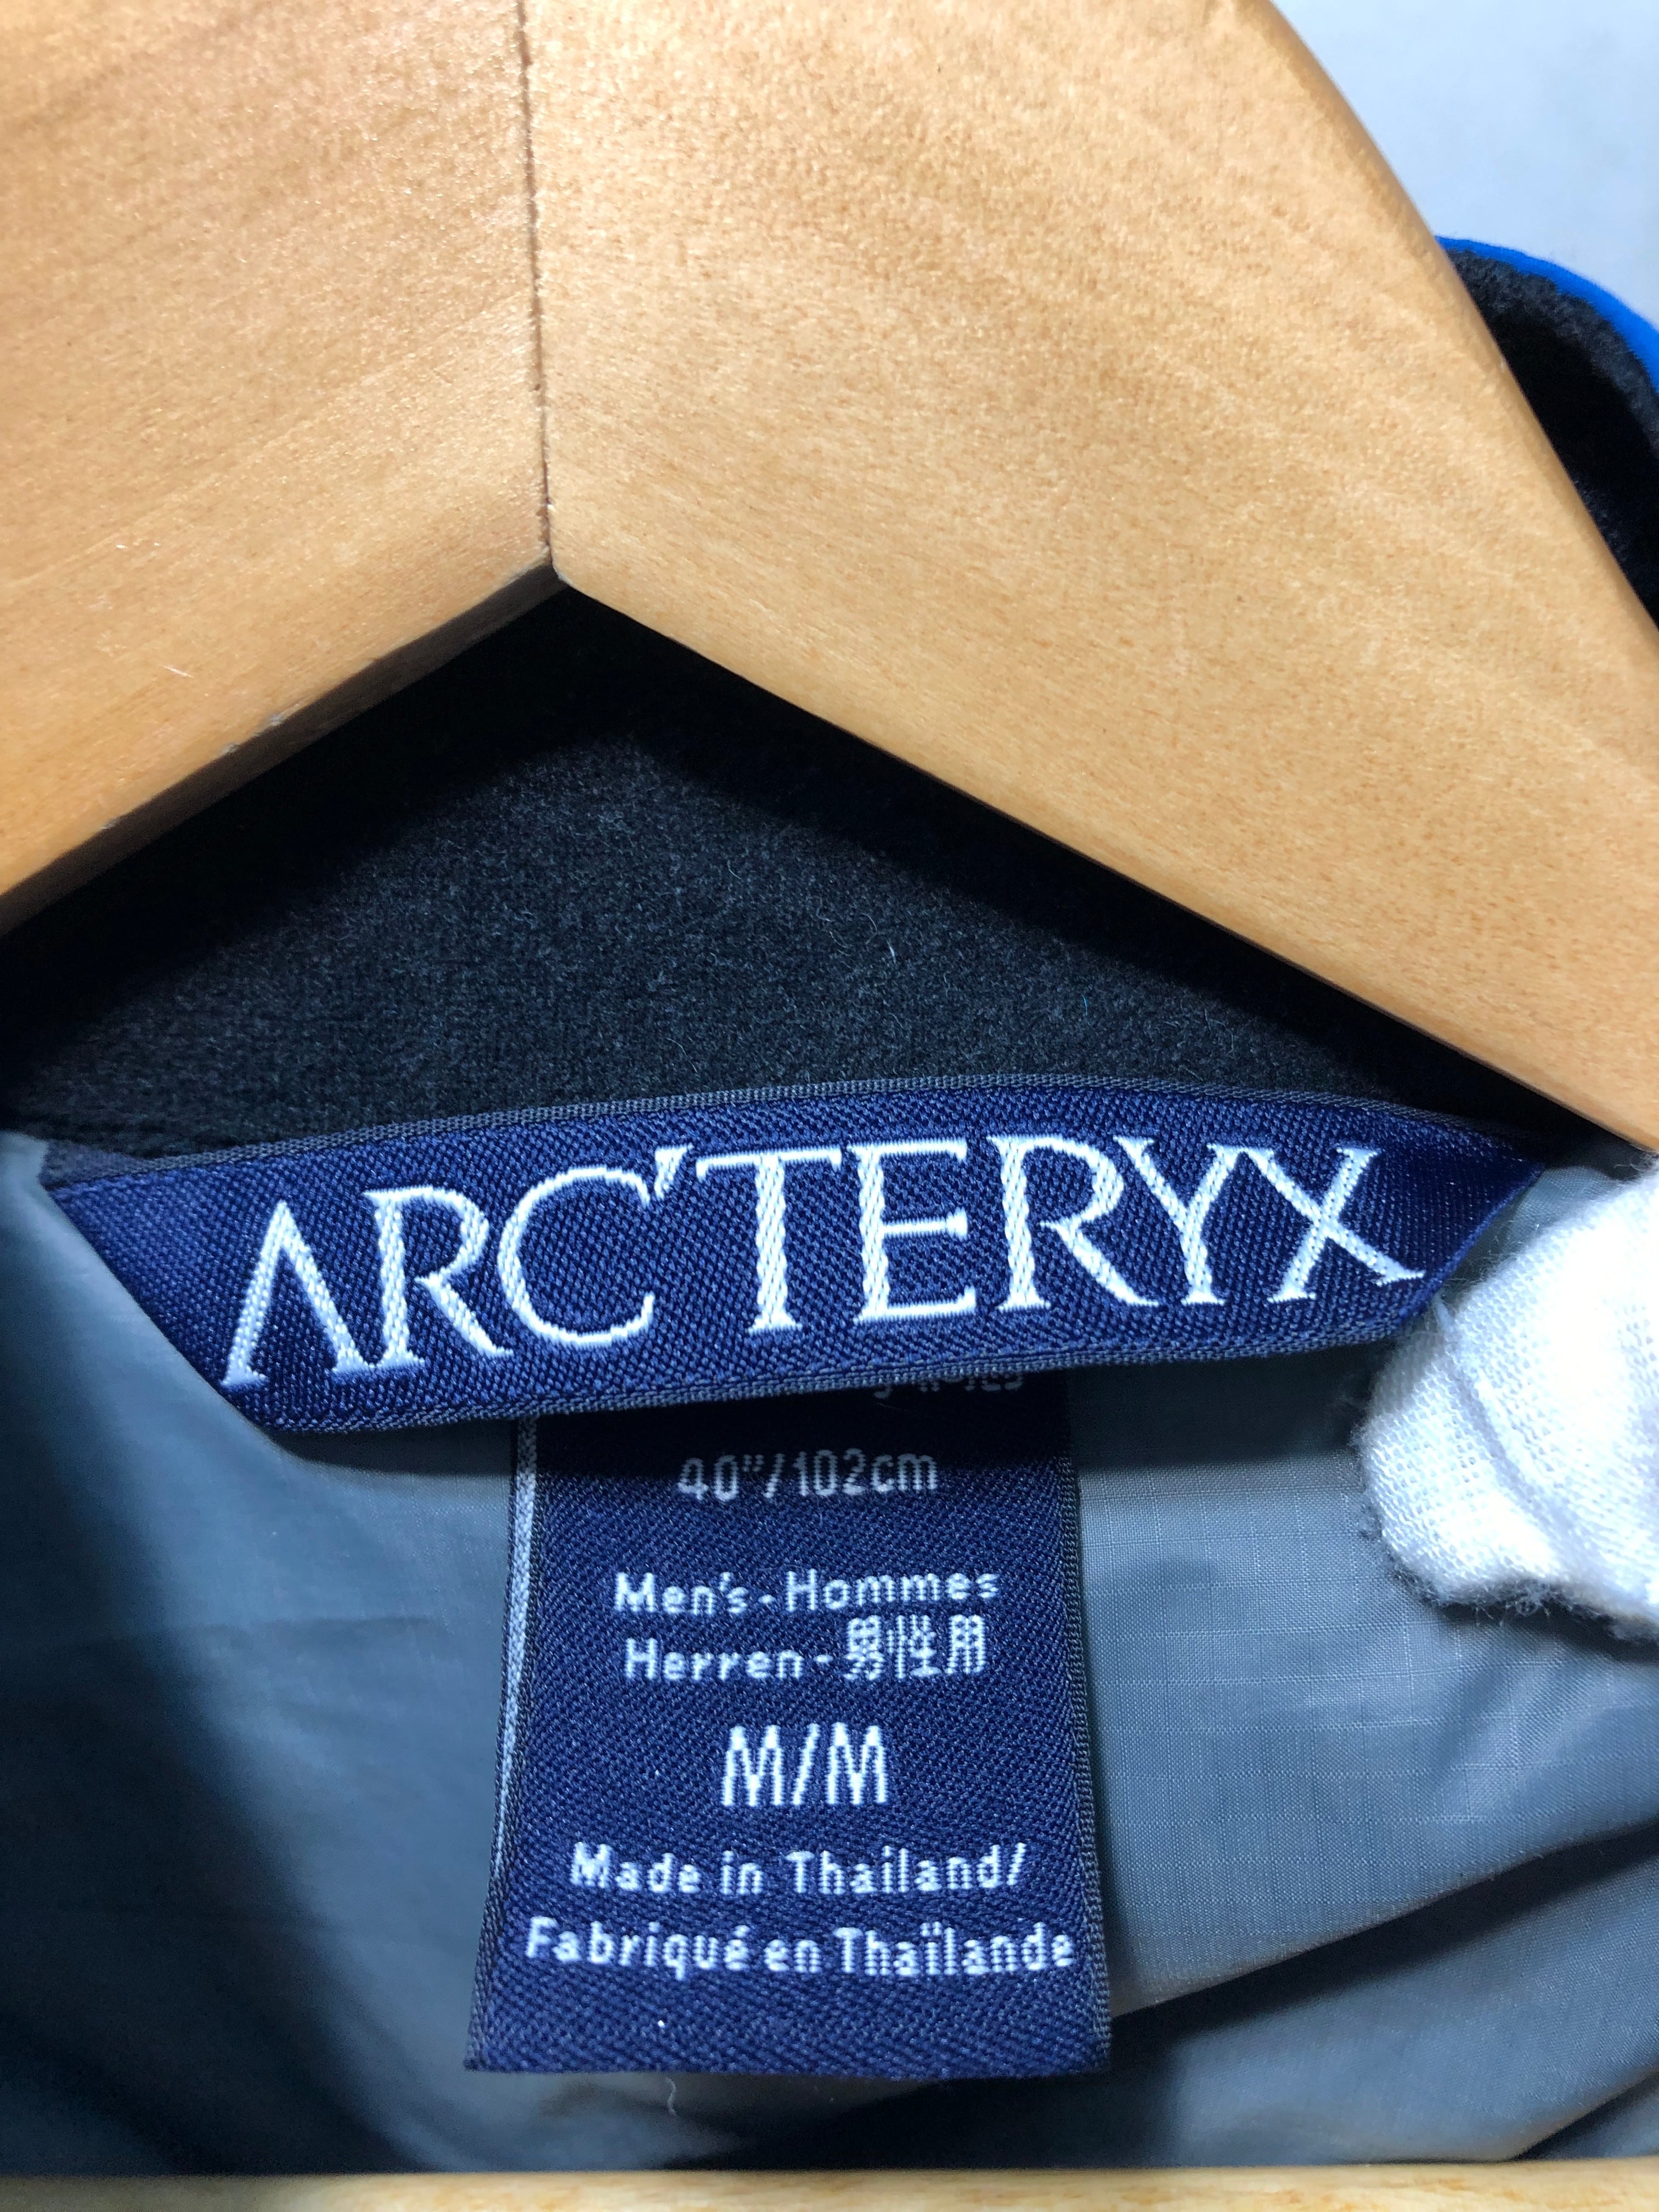 ARC'TERYX
40"/102cm
Men's - Hommes
Herren - 男性用
M/M
Made in Thailand/
Fabriqué en Thaïlande